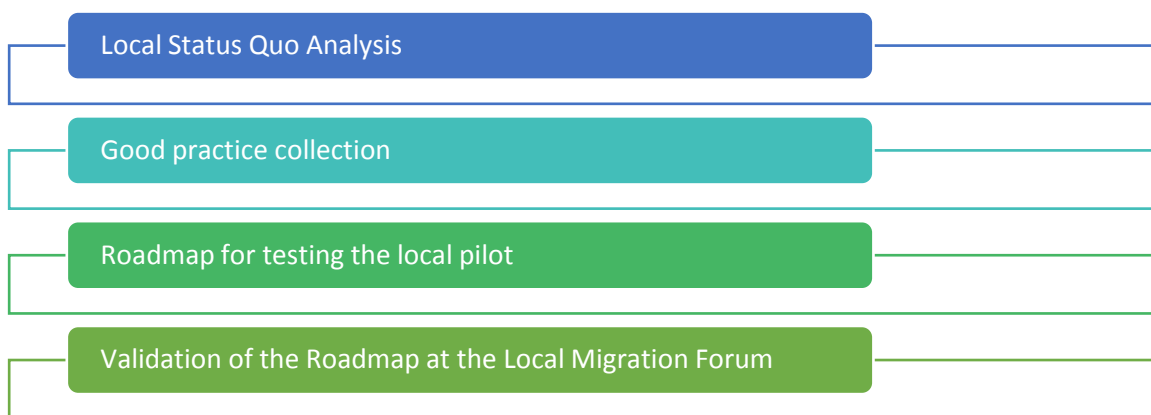 Local Status Quo Analysis
Good practice collection
Roadmap for testing the local pilot
Validation of the Roadmap at the Local Migration Forum